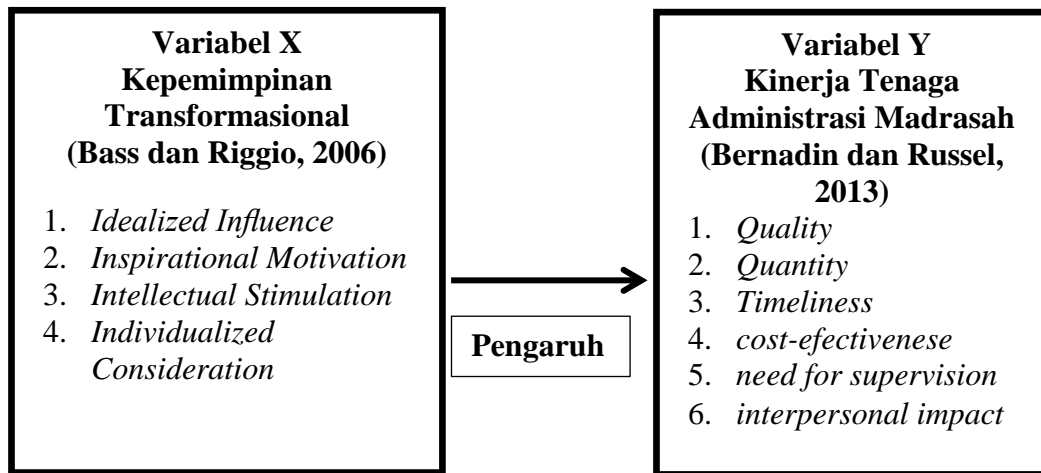 Variabel X
Kepemimpinan
Transformasional
(Bass dan Riggio, 2006)
1. Idealized Influence
2. Inspirational Motivation
3. Intellectual Stimulation
4. Individualized
Consideration
Pengaruh
Variabel Y
Kinerja Tenaga
Administrasi Madrasah
(Bernadin dan Russel,
2013)
1. Quality
2. Quantity
3. Timeliness
4. cost-efectivenese
5. need for supervision
6. interpersonal impact